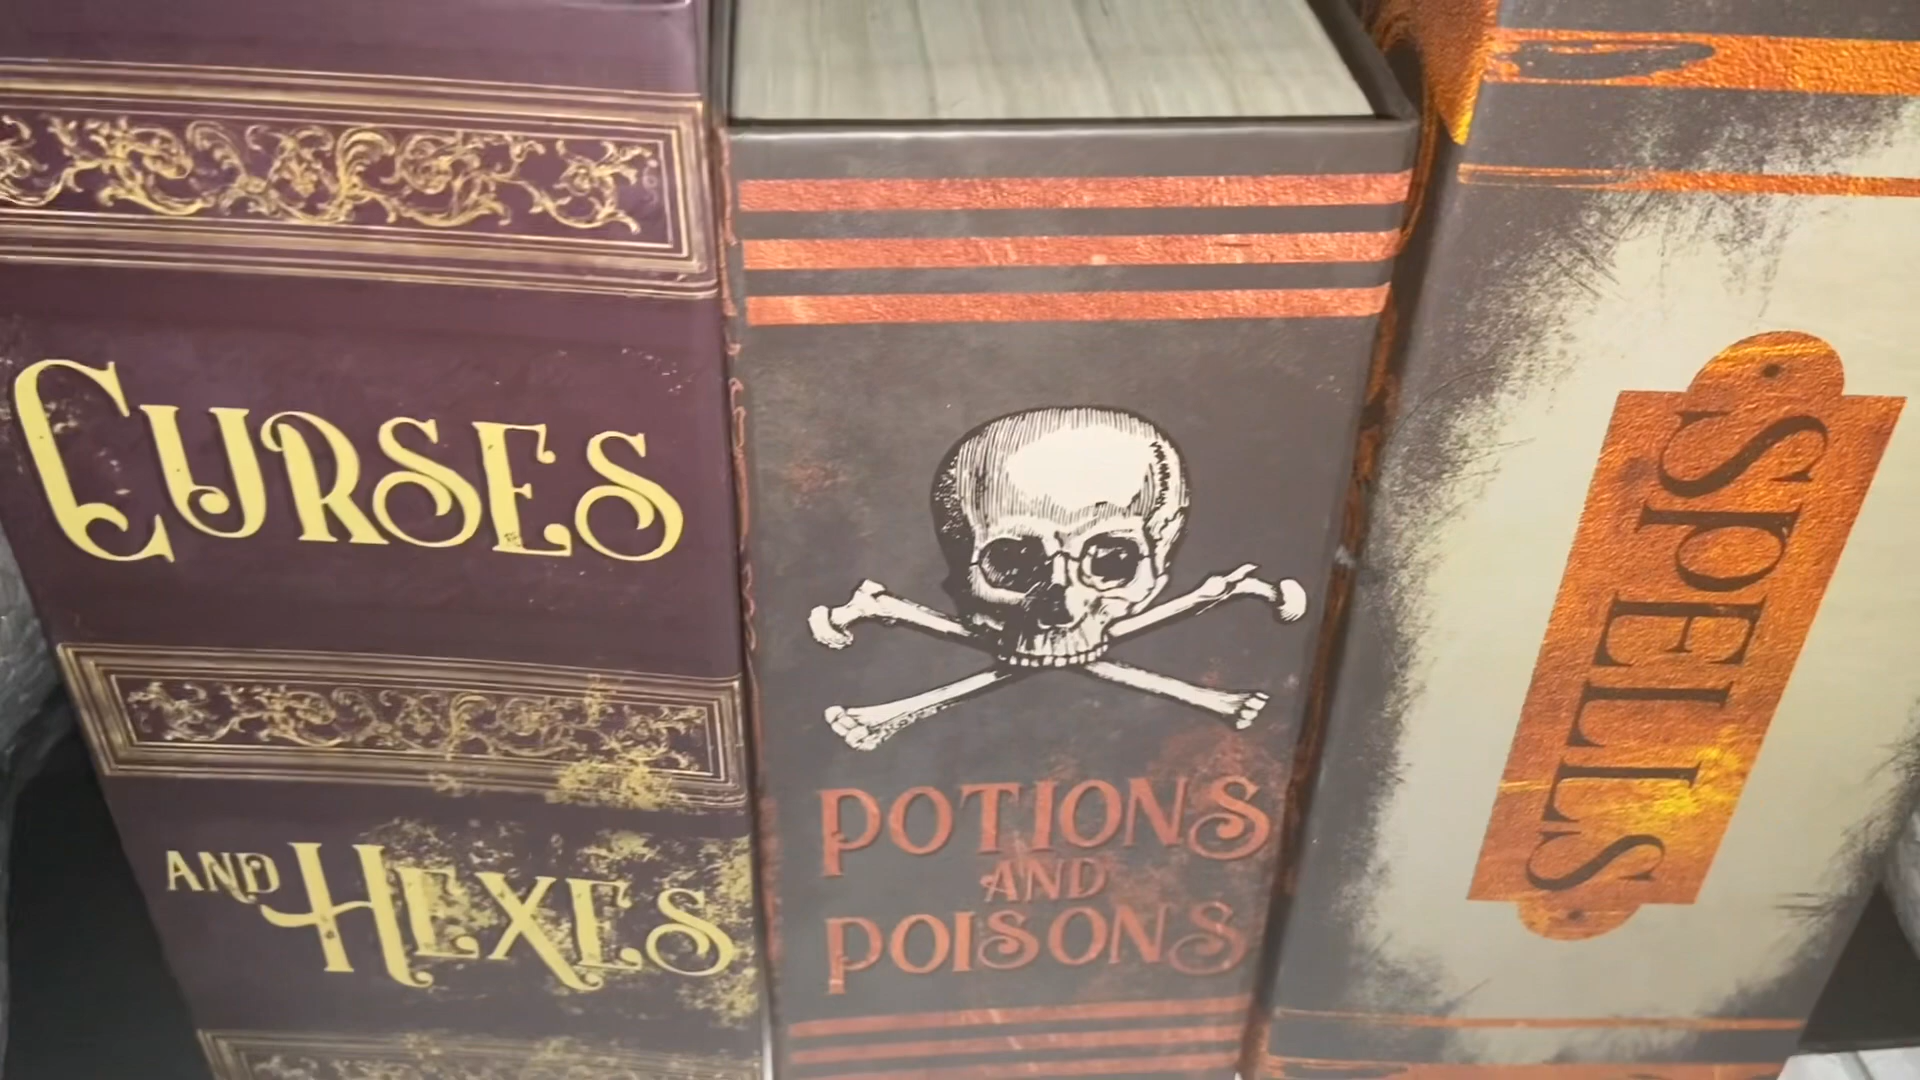 CURSES
AND HEXES
POTIONS
AND
POISONS
SPELLS